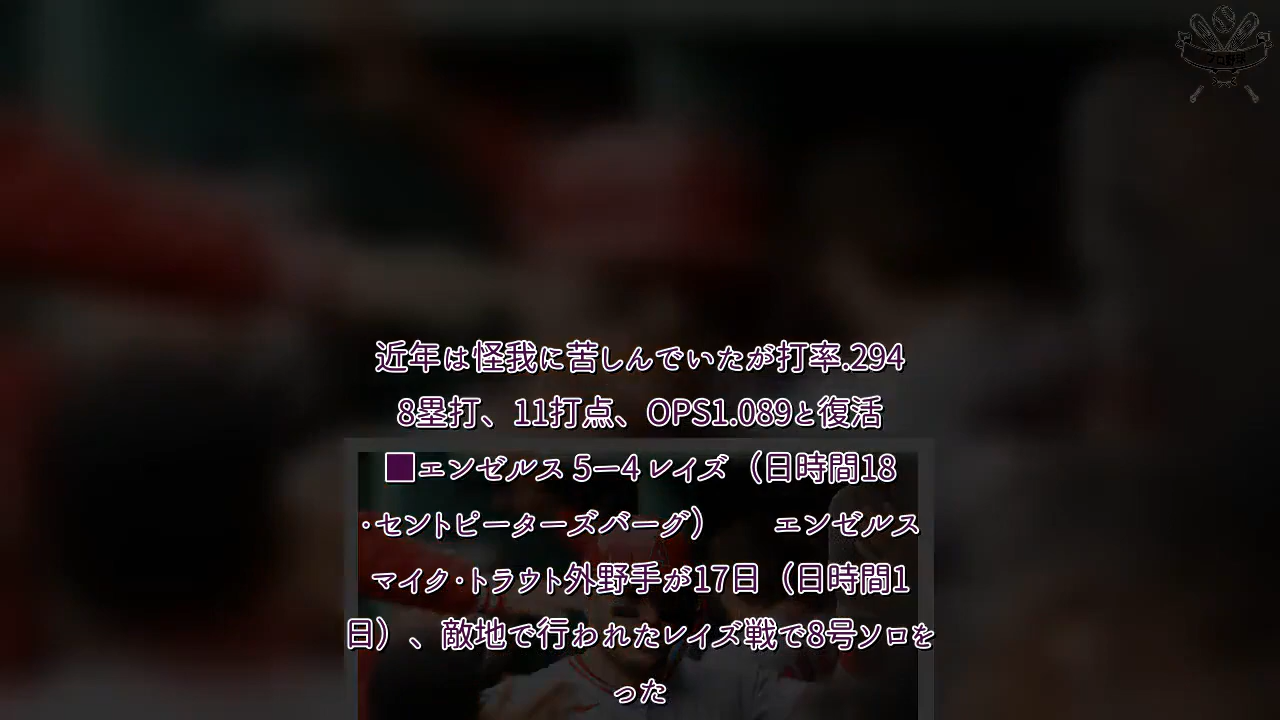 プロ野球
近年は怪我に苦しんでいたが打率.294
8塁打、11打点、OPS1.089と復活
■エンゼルス 5ー4 レイズ（日時間18
・セントピーターズバーグ）　　エンゼルス
マイク・トラウト外野手が17日（日時間1
日）、敵地で行われたレイズ戦で8号ソロを
った